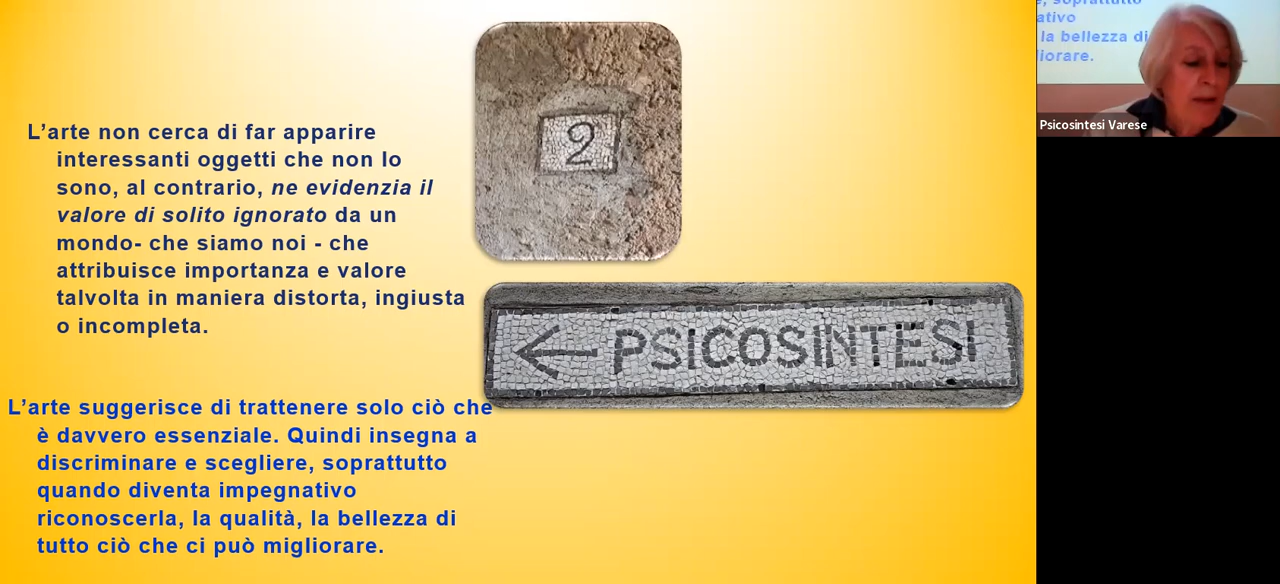 L’arte non cerca di far apparire
interessanti oggetti che non lo
sono, al contrario, ne evidenzia il
valore di solito ignorato da un
mondo- che siamo noi - che
attribuisce importanza e valore
talvolta in maniera distorta, ingiusta
o incompleta.
L’arte suggerisce di trattenere solo ciò che
è davvero essenziale. Quindi insegna a
discriminare e scegliere, soprattutto
quando diventa impegnativo
riconoscerla, la qualità, la bellezza di
tutto ciò che ci può migliorare.
2
PSICOSINTESI
e, soprattutto
ativo
la bellezza di
liorare.
Psicosintesi Varese